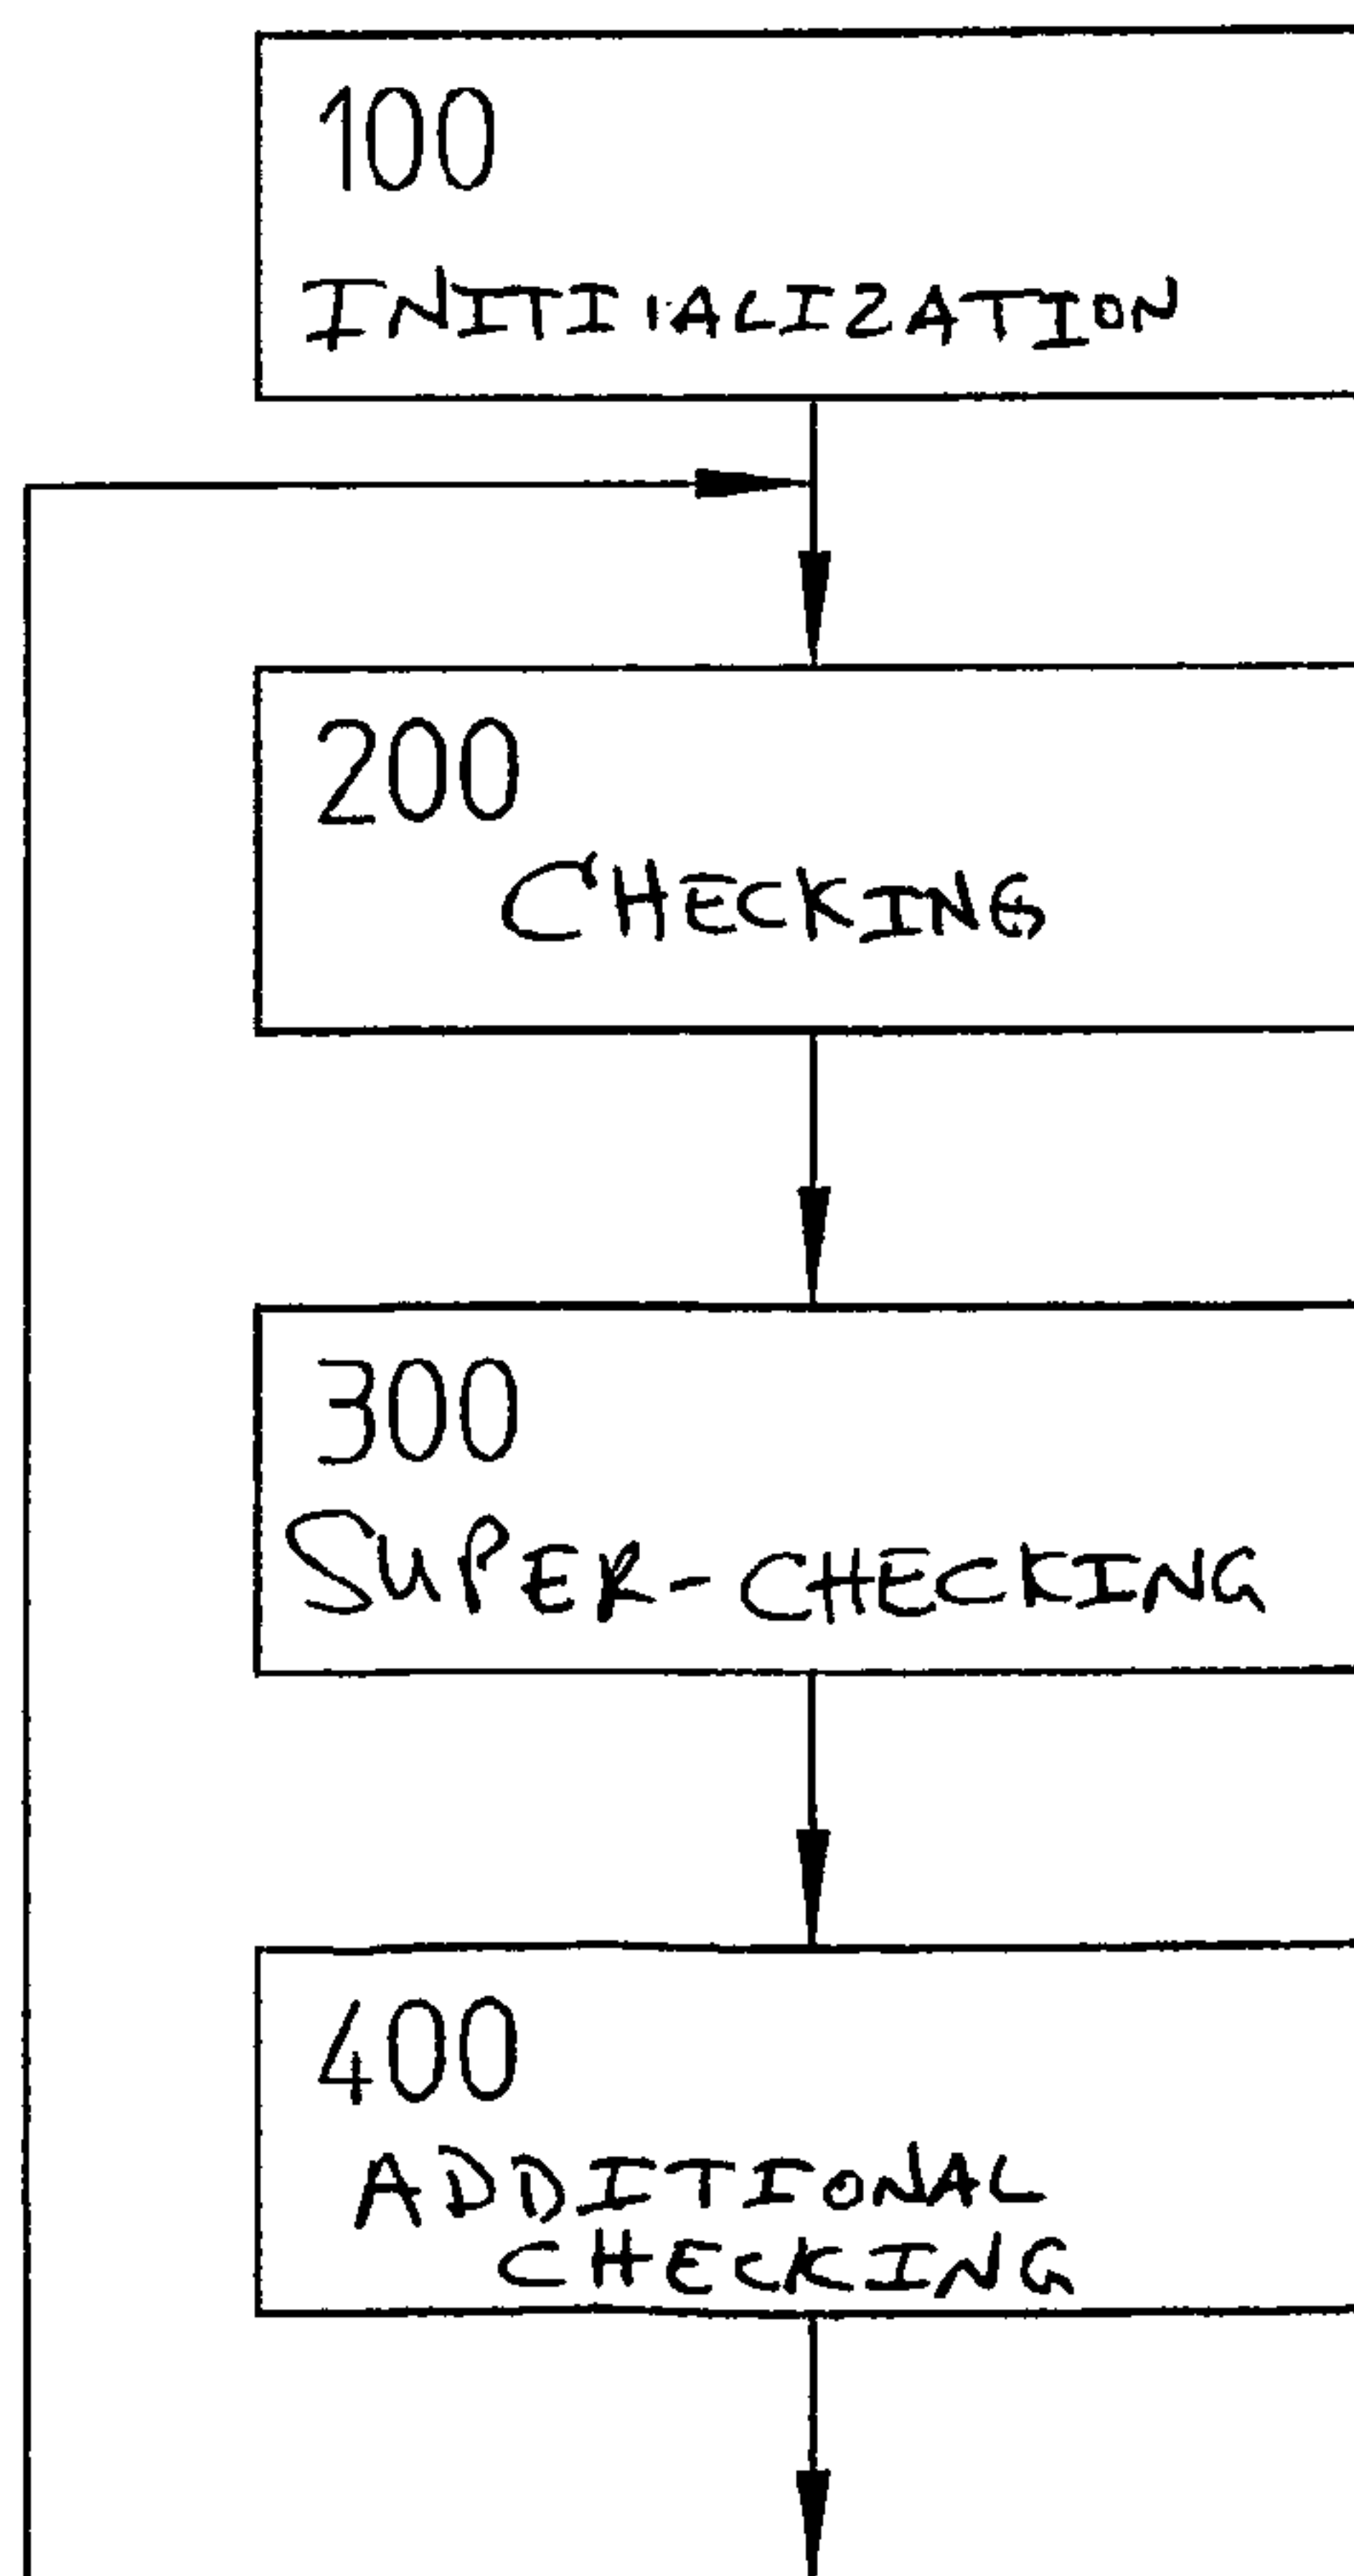 100
INITIALIZATION
200
CHECKING
300
SUPER-CHECKING
400
ADDITIONAL
CHECKING